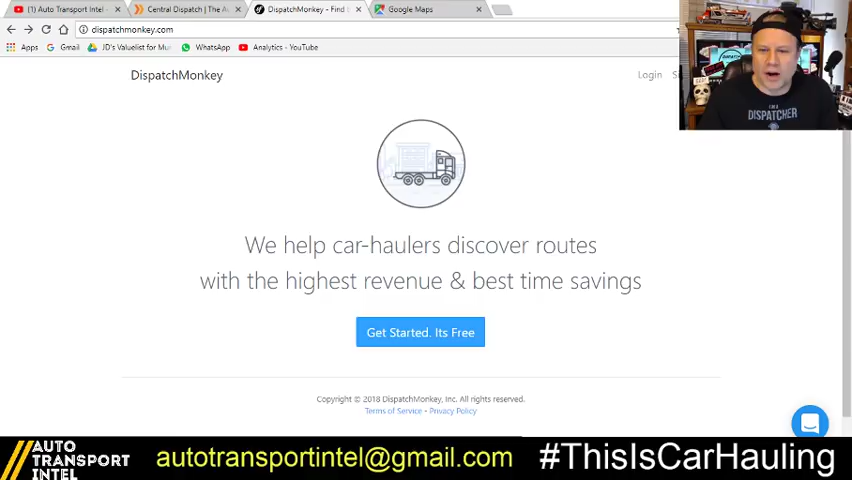 (1) Auto Transport Intel -
Central Dispatch | The A
DispatchMonkey - Find
Google Maps
dispatchmonkey.com
Apps
Gmail
JD's Valuelist for Mu
WhatsApp
Analytics - YouTube
DispatchMonkey
Login
I AM A
DISPATCHER
We help car-haulers discover routes
with the highest revenue & best time savings
Get Started. Its Free
Copyright © 2018 DispatchMonkey, Inc. All rights reserved.
Terms of Service • Privacy Policy
AUTO
TRANSPORT
INTEL
autotransportintel@gmail.com
#ThisIsCarHauling